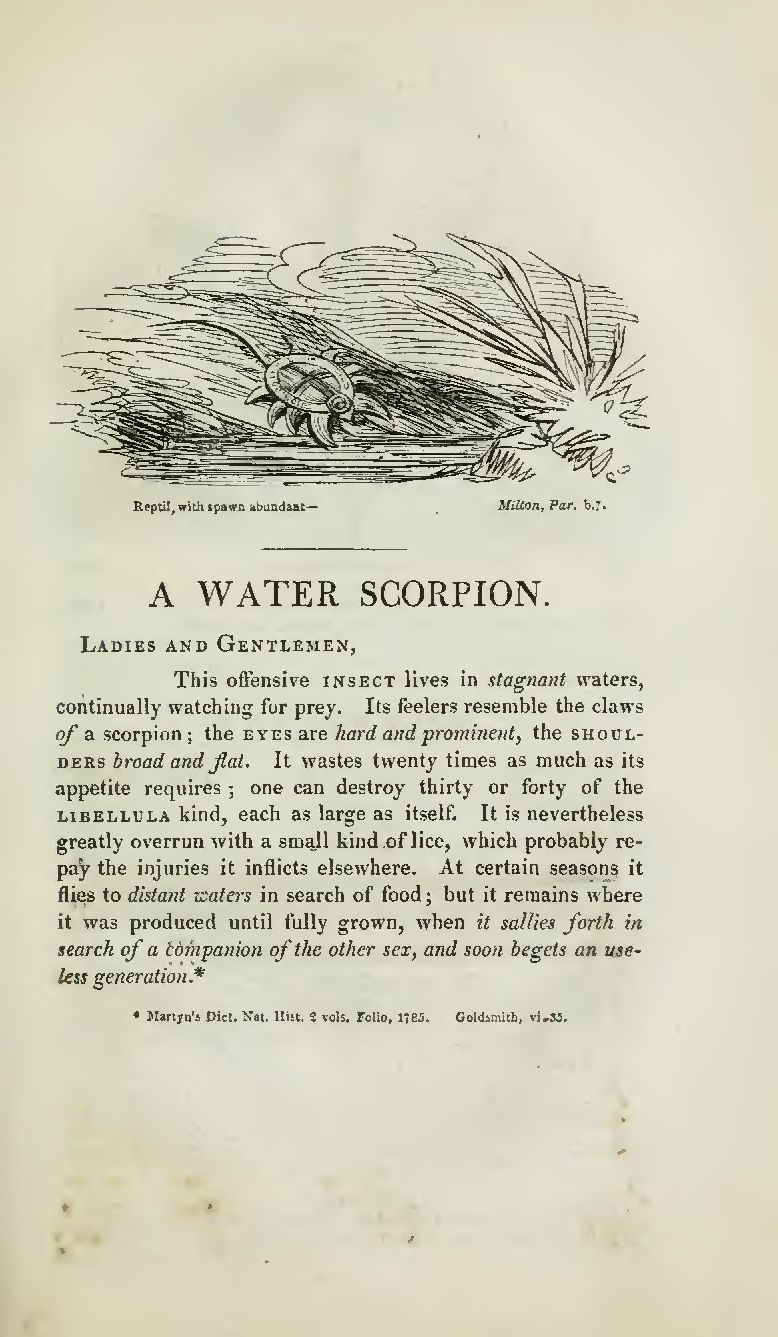 Reptil, with spawn abundant— Milton, Par. b.7.
A WATER SCORPION.
LADIES AND GENTLEMEN,
This offensive INSECT lives in stagnant waters,
continually watching for prey. Its feelers resemble the claws
of a scorpion ; the EYES are hard and prominent, the SHOUL-
DERS broad and flat. It wastes twenty times as much as its
appetite requires ; one can destroy thirty or forty of the
LIBELLULA kind, each as large as itself. It is nevertheless
greatly overrun with a small kind of lice, which probably re-
pay the injuries it inflicts elsewhere. At certain seasons it
flies to distant waters in search of food ; but it remains where
it was produced until fully grown, when it sallies forth in
search of a companion of the other sex, and soon begets an use-
less generation.*
* Martyn's Dict. Nat. Hist. 2 vols. Folio, 1785. Goldsmith, vi. 35.